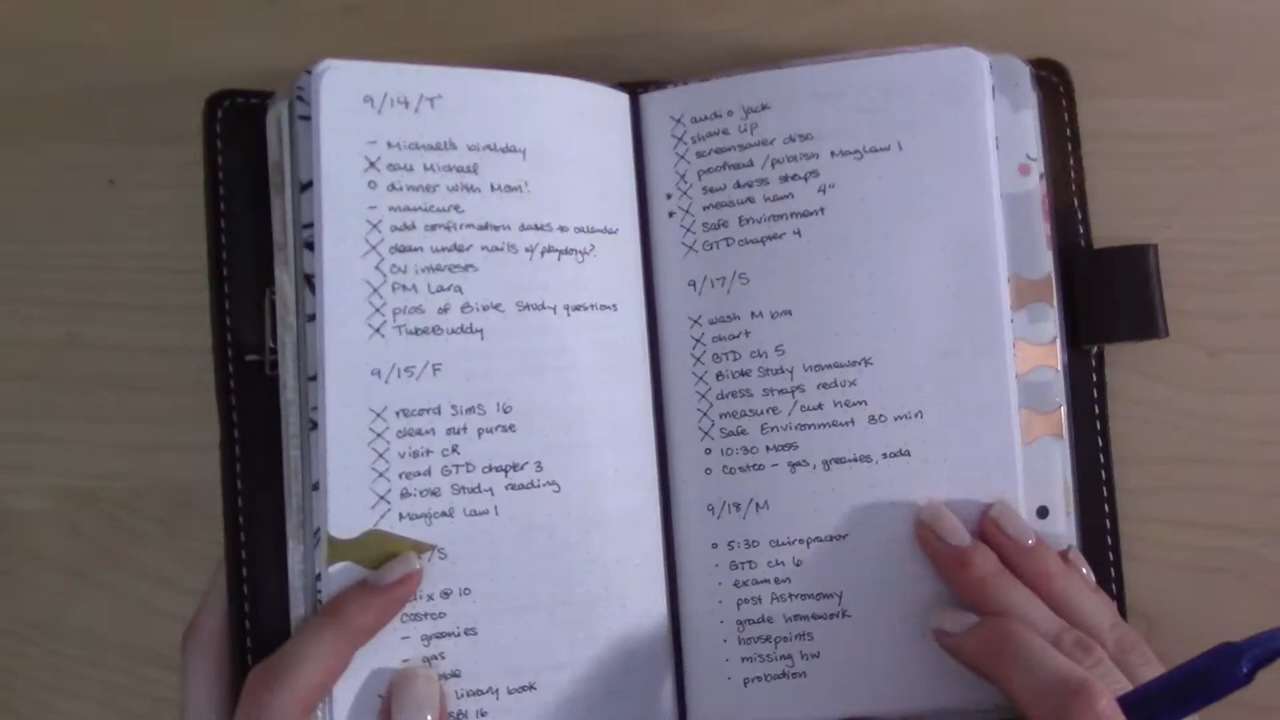 9/14/T
- Michael's birthday
X call Michael
o dinner with Mom!
- manicure
X add confirmation dates to calendar
X clean under nails w/ playdough?
CV interests
X PM Lara
X pros of Bible Study questions
X TubeBuddy
9/15/F
X record SIMS 16
X clean out purse
X visit CR
X read GTD chapter 3
X Bible Study reading
/ Magical Law 1
/S
@ 10
Costco
- greenies
- gas
library book
16
X audio jack
X shave lip
X screensaver disc
X proofread/publish MagLaw 1
* X sew dress straps
* X measure hem 4"
X Safe Environment
X GTD chapter 4
9/17/S
X wash M bra
X chart
X GTD ch 5
X Bible Study homework
X dress straps redux
X measure/cut hem
X Safe Environment 30 min
o 10:30 Mass
o Costco - gas, greenies, soda
9/18/M
o 5:30 chiropractor
· GTD ch 6
· examen
· post Astronomy
· grade homework
· housepoints
· missing hw
· probation